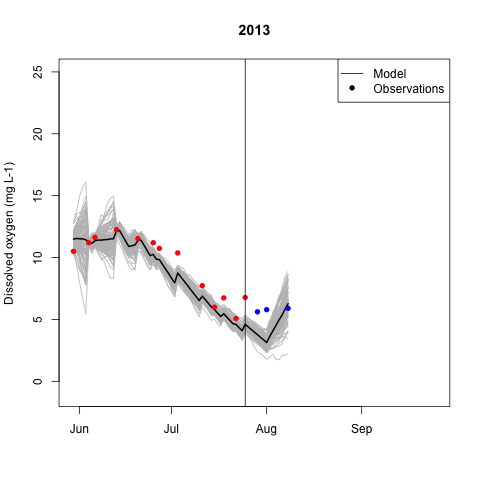 2013
Model
Observations
Dissolved oxygen (mg L-1)
25
20
15
10
5
0
Jun
Jul
Aug
Sep